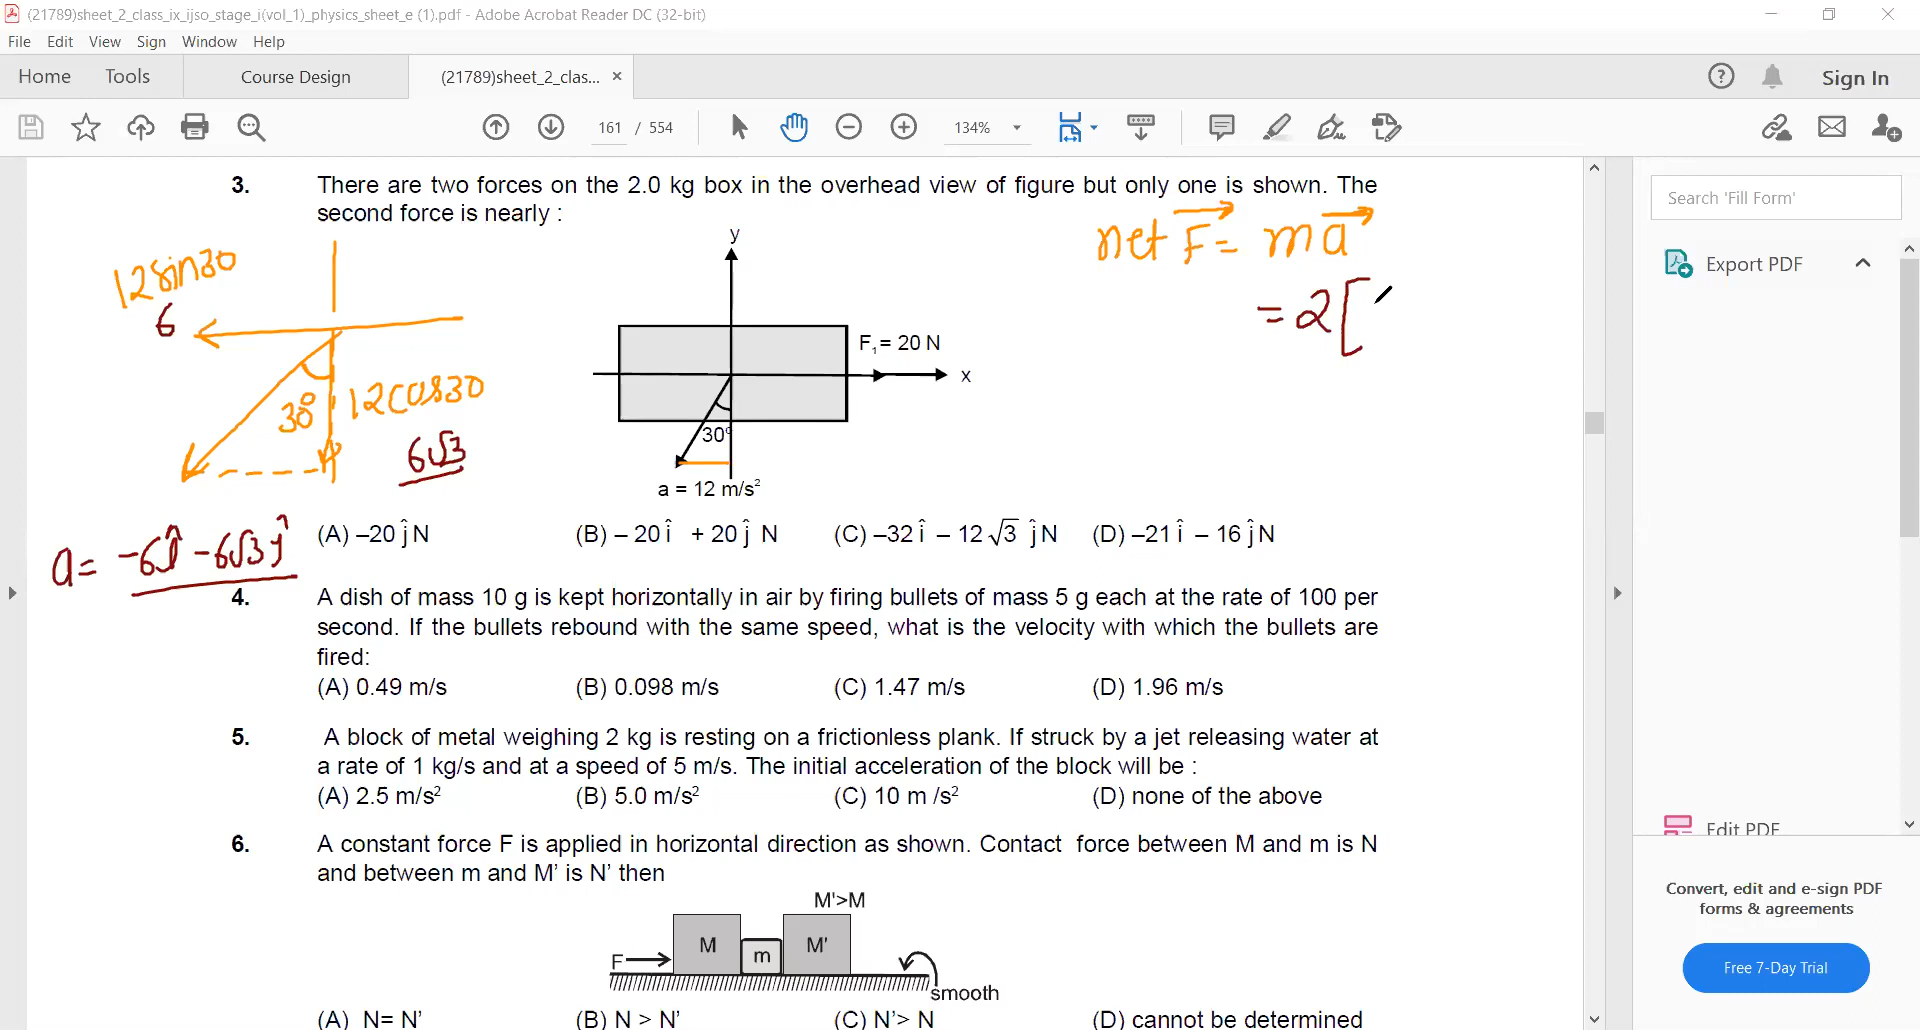 (21789)sheet_2_class_ix_ijso_stage_i(vol_1)_physics_sheet_e (1).pdf - Adobe Acrobat Reader DC (32-bit)
File Edit View Sign Window Help
Home Tools Course Design (21789)sheet_2_clas... × Sign In
161 / 554 134%
3. There are two forces on the 2.0 kg box in the overhead view of figure but only one is shown. The
second force is nearly :
net F = ma
= 2[
12sin30
6
30°
12cos30
6√3
y
F₁= 20 N
x
30°
a = 12 m/s²
a = -6î -6√3ĵ
(A) –20 ĵ N (B) – 20 î + 20 ĵ N (C) –32 î – 12 √3 ĵ N (D) –21 î – 16 ĵ N
4. A dish of mass 10 g is kept horizontally in air by firing bullets of mass 5 g each at the rate of 100 per
second. If the bullets rebound with the same speed, what is the velocity with which the bullets are
fired:
(A) 0.49 m/s (B) 0.098 m/s (C) 1.47 m/s (D) 1.96 m/s
5. A block of metal weighing 2 kg is resting on a frictionless plank. If struck by a jet releasing water at
a rate of 1 kg/s and at a speed of 5 m/s. The initial acceleration of the block will be :
(A) 2.5 m/s² (B) 5.0 m/s² (C) 10 m /s² (D) none of the above
6. A constant force F is applied in horizontal direction as shown. Contact force between M and m is N
and between m and M' is N' then
M'>M
M
m
M'
F
smooth
(A) N= N' (B) N > N' (C) N'> N (D) cannot be determined
Search 'Fill Form'
Export PDF
Edit PDF
Convert, edit and e-sign PDF
forms & agreements
Free 7-Day Trial